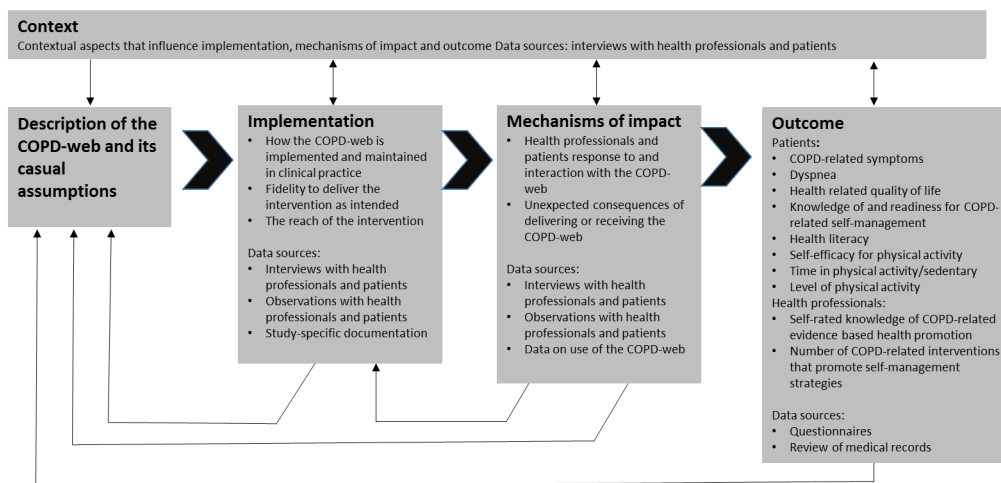 Context
Contextual aspects that influence implementation, mechanisms of impact and outcome Data sources: interviews with health professionals and patients
Description of the
COPD-web and its
casual
assumptions
Implementation
• How the COPD-web is
implemented and maintained
in clinical practice
• Fidelity to deliver the
intervention as intended
• The reach of the intervention
Data sources:
• Interviews with health
professionals and patients
• Observations with health
professionals and patients
• Study-specific documentation
Mechanisms of impact
• Health professionals and
patients response to and
interaction with the COPD-
web
• Unexpected consequences of
delivering or receiving the
COPD-web
Data sources:
• Interviews with health
professionals and patients
• Observations with health
professionals and patients
• Data on use of the COPD-web
Outcome
Patients:
• COPD-related symptoms
• Dyspnea
• Health related quality of life
• Knowledge of and readiness for COPD-
related self-management
• Health literacy
• Self-efficacy for physical activity
• Time in physical activity/sedentary
• Level of physical activity
Health professionals:
• Self-rated knowledge of COPD-related
evidence based health promotion
• Number of COPD-related interventions
that promote self-management
strategies
Data sources:
• Questionnaires
• Review of medical records